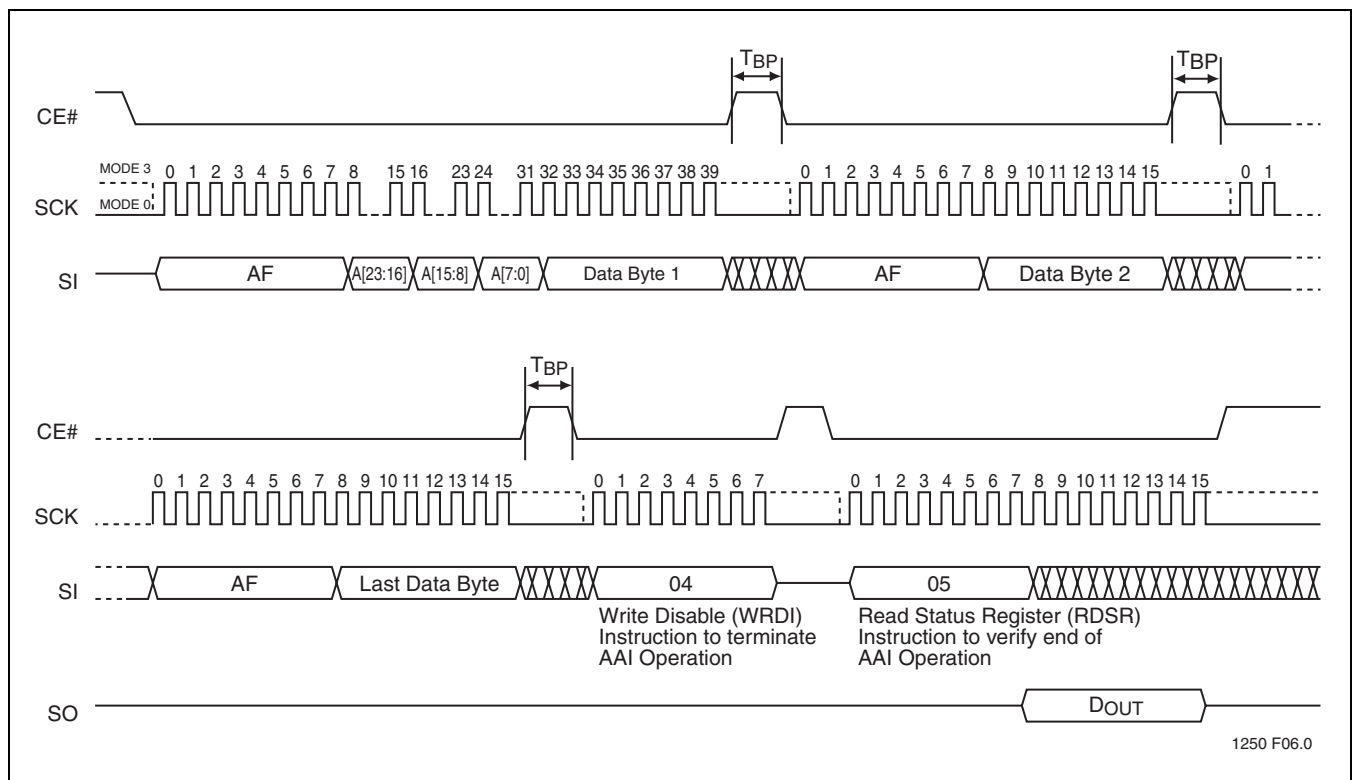 TBP TBP
CE#
MODE 3 0 1 2 3 4 5 6 7 8 15 16 23 24 31 32 33 34 35 36 37 38 39 0 1 2 3 4 5 6 7 8 9 10 11 12 13 14 15 0 1
SCK MODE 0
SI AF A[23:16] A[15:8] A[7:0] Data Byte 1 AF Data Byte 2
TBP
CE#
0 1 2 3 4 5 6 7 8 9 10 11 12 13 14 15 0 1 2 3 4 5 6 7 0 1 2 3 4 5 6 7 8 9 10 11 12 13 14 15
SCK
SI AF Last Data Byte 04 05
Write Disable (WRDI)
Instruction to terminate
AAI Operation
Read Status Register (RDSR)
Instruction to verify end of
AAI Operation
SO DOUT
1250 F06.0